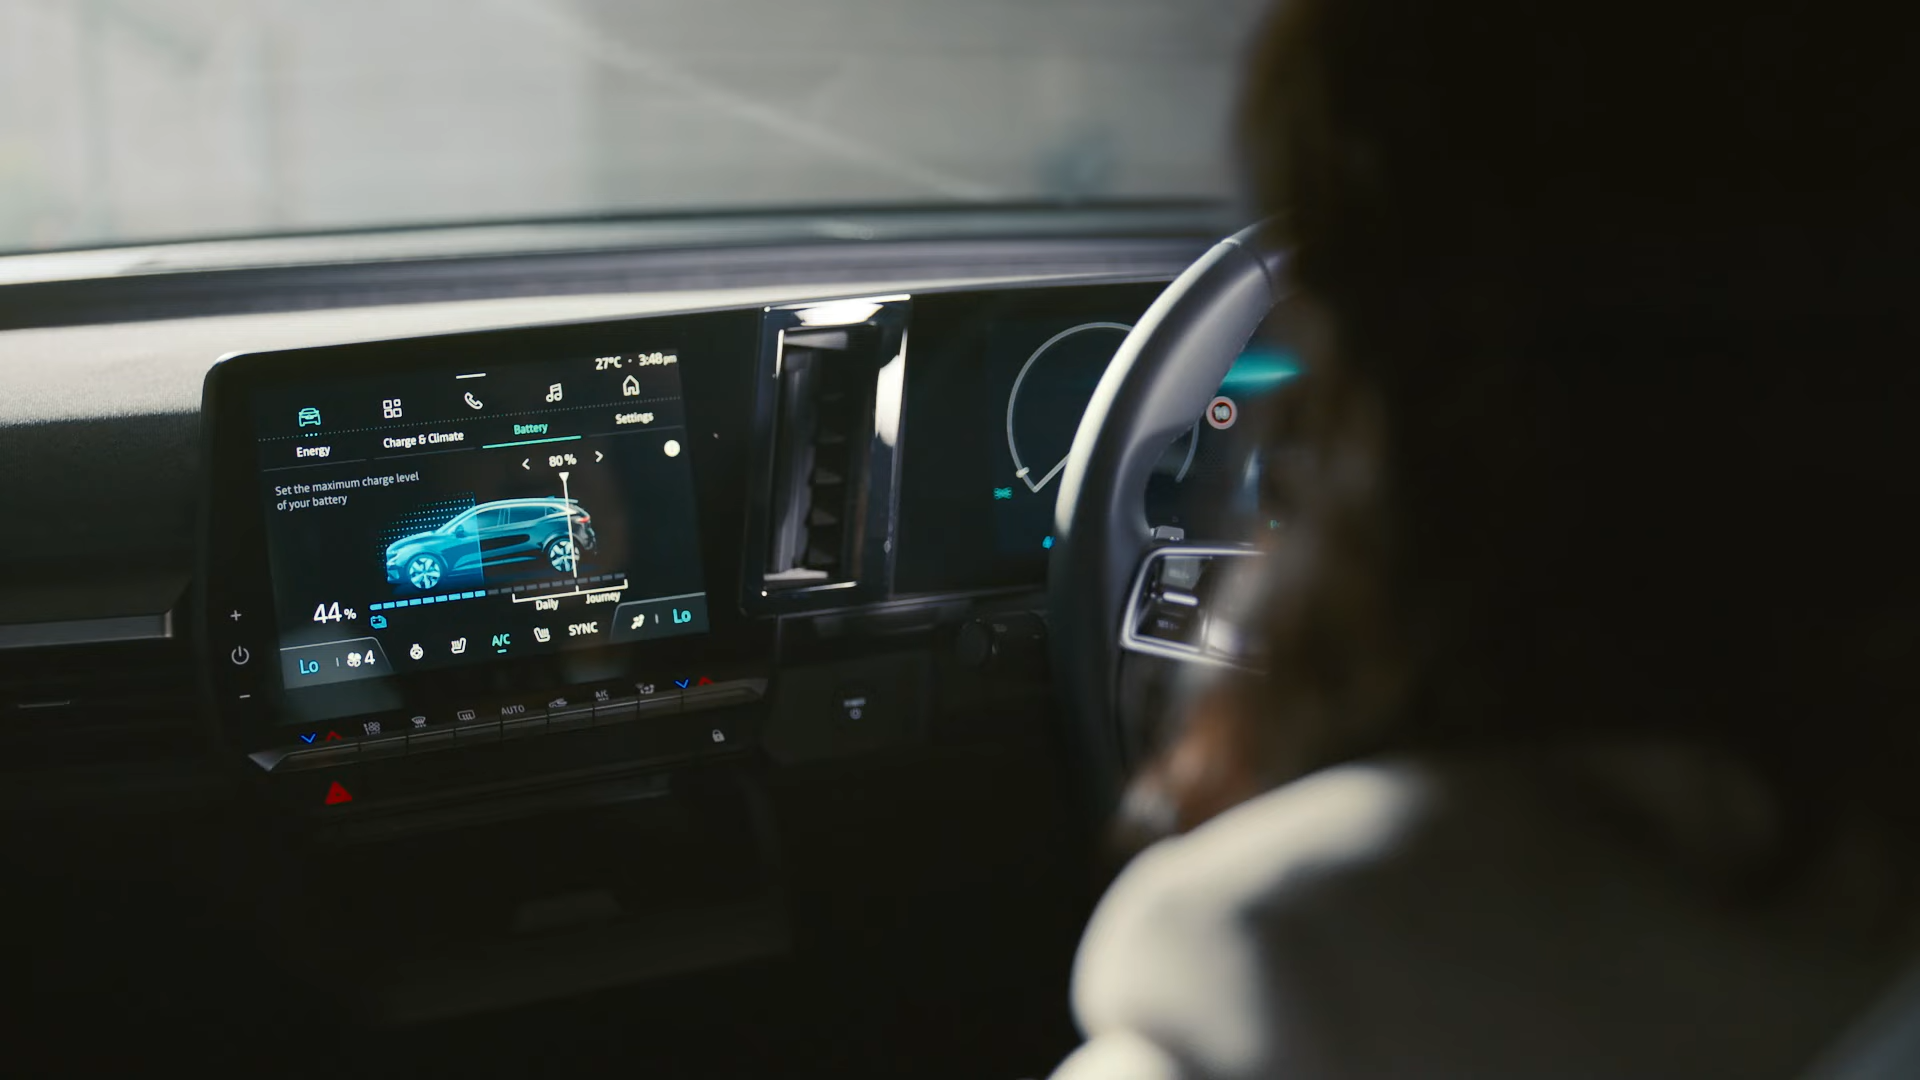 27°C · 3:48 pm
Energy
Charge & Climate
Battery
Settings
80 %
Set the maximum charge level
of your battery
44 %
Daily
Journey
Lo
4
A/C
SYNC
Lo
AUTO
A/C